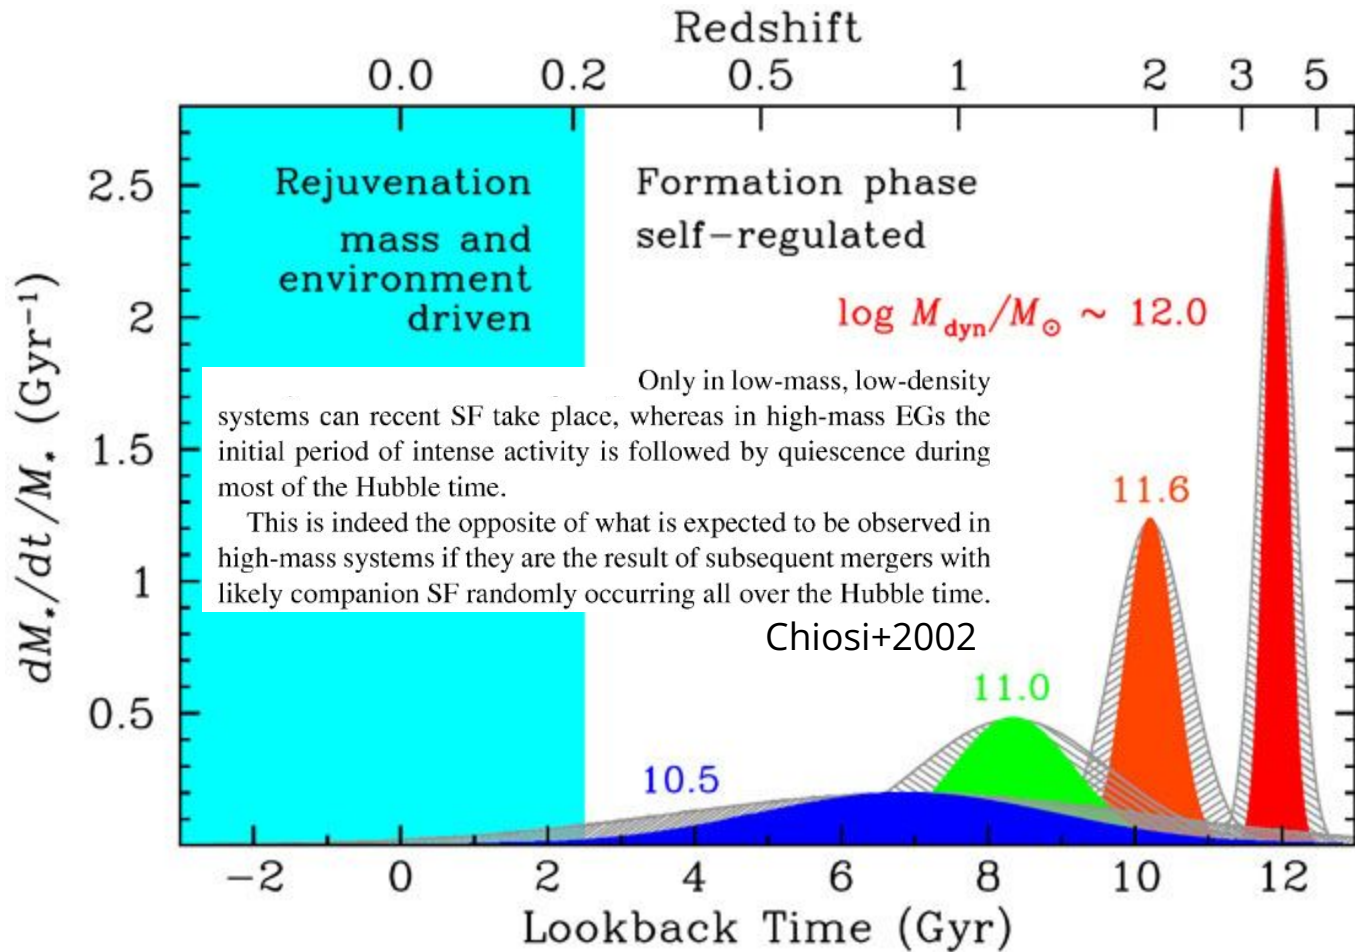 Redshift
0.0 0.2 0.5 1 2 3 5
Rejuvenation
mass and
environment
driven
Formation phase
self-regulated
log M_dyn/M_⊙ ~ 12.0
Only in low-mass, low-density
systems can recent SF take place, whereas in high-mass EGs the
initial period of intense activity is followed by quiescence during
most of the Hubble time.
This is indeed the opposite of what is expected to be observed in
high-mass systems if they are the result of subsequent mergers with
likely companion SF randomly occurring all over the Hubble time.
Chiosi+2002
11.6
11.0
10.5
dM_*/dt/M_* (Gyr⁻¹)
2.5
2
1.5
1
0.5
−2 0 2 4 6 8 10 12
Lookback Time (Gyr)